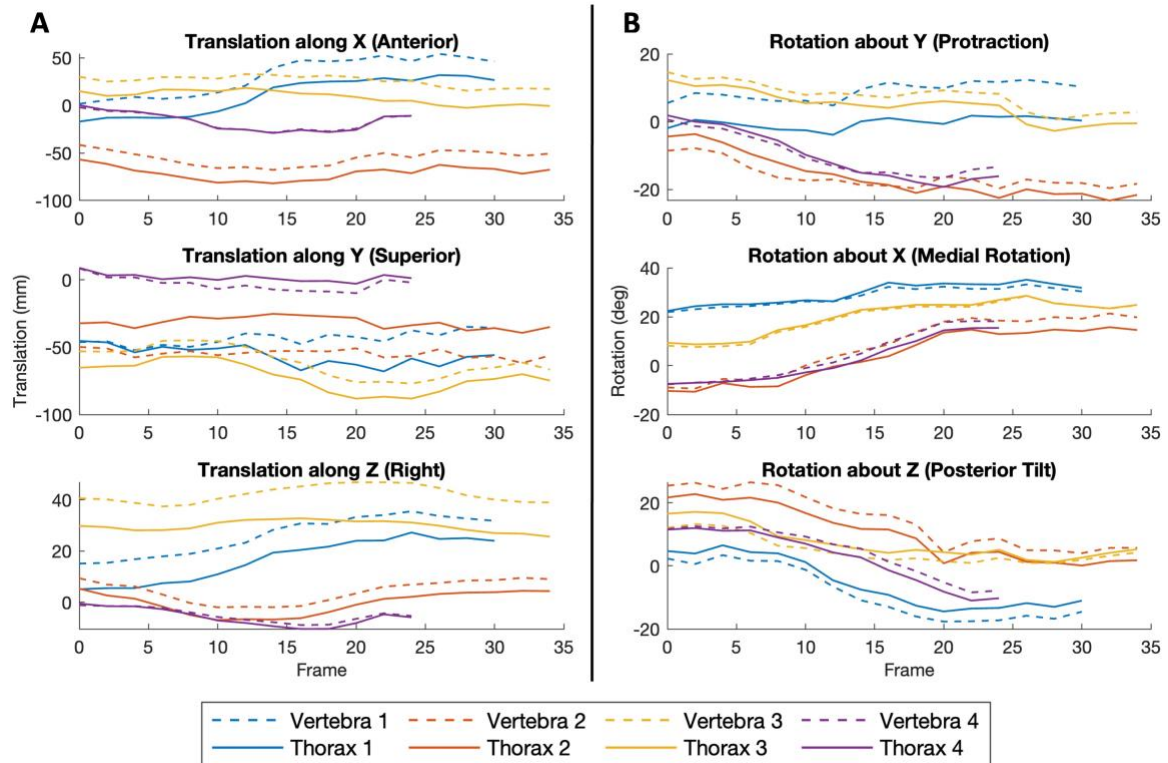 A
Translation along X (Anterior)
50
0
-50
-100
0 5 10 15 20 25 30 35
Translation along Y (Superior)
0
-50
-100
0 5 10 15 20 25 30 35
Translation (mm)
Translation along Z (Right)
40
20
0
0 5 10 15 20 25 30 35
Frame
B
Rotation about Y (Protraction)
20
0
-20
0 5 10 15 20 25 30 35
Rotation about X (Medial Rotation)
40
20
0
-20
0 5 10 15 20 25 30 35
Rotation (deg)
Rotation about Z (Posterior Tilt)
20
0
-20
0 5 10 15 20 25 30 35
Frame
Vertebra 1 Vertebra 2 Vertebra 3 Vertebra 4
Thorax 1 Thorax 2 Thorax 3 Thorax 4